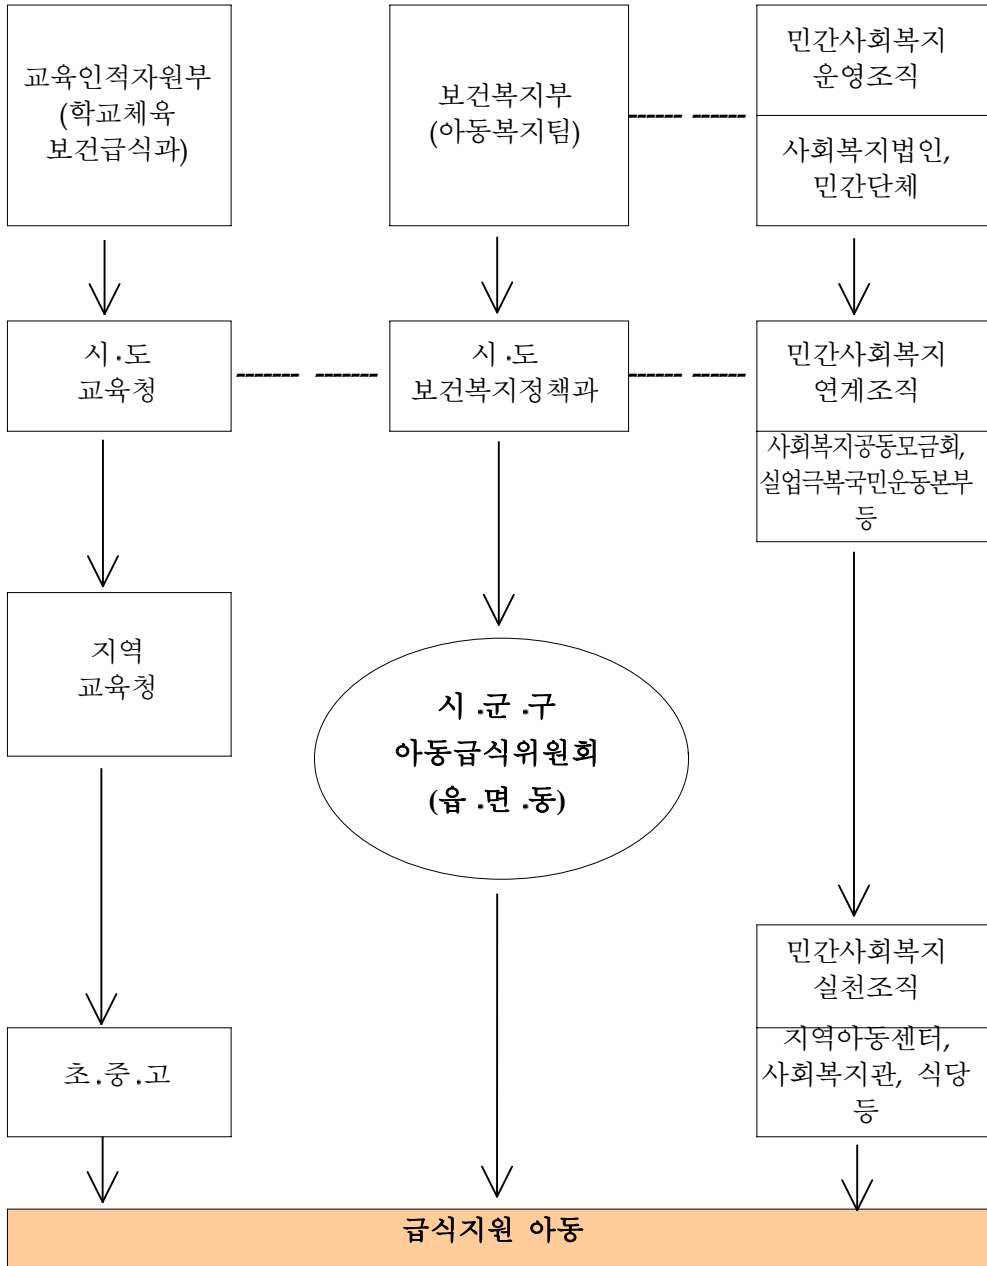 교육인적자원부
(학교체육
보건급식과)
보건복지부
(아동복지팀)
민간사회복지
운영조직
사회복지법인,
민간단체
시.도
교육청
시.도
보건복지정책과
민간사회복지
연계조직
사회복지공동모금회,
실업극복국민운동본부
등
지역
교육청
시.군.구
아동급식위원회
(읍.면.동)
민간사회복지
실천조직
초.중.고
지역아동센터,
사회복지관, 식당
등
급식지원 아동